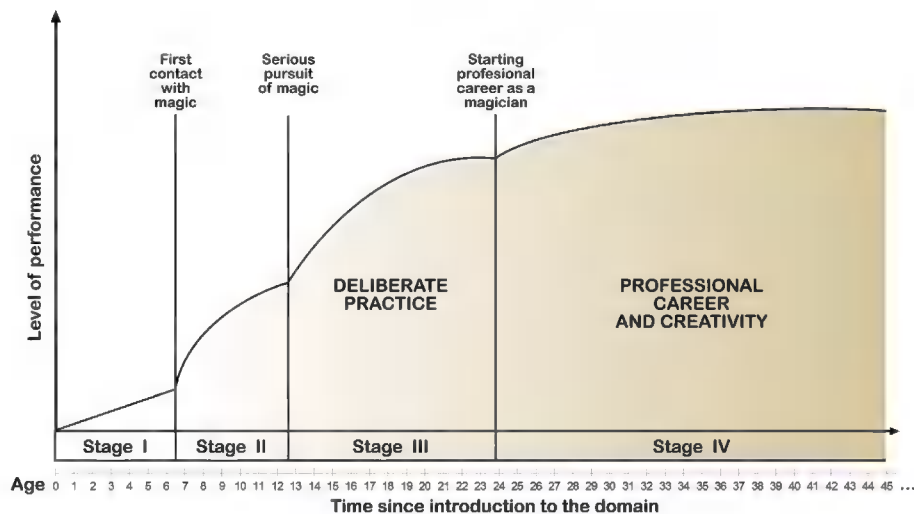 First
contact
with
magic
Serious
pursuit
of magic
Starting
profesional
career as a
magician
Level of performance
DELIBERATE
PRACTICE
PROFESSIONAL
CAREER
AND CREATIVITY
Stage I Stage II Stage III Stage IV
Age 0 1 2 3 4 5 6 7 8 9 10 11 12 13 14 15 16 17 18 19 20 21 22 23 24 25 26 27 28 29 30 31 32 33 34 35 36 37 38 39 40 41 42 43 44 45 ...
Time since introduction to the domain